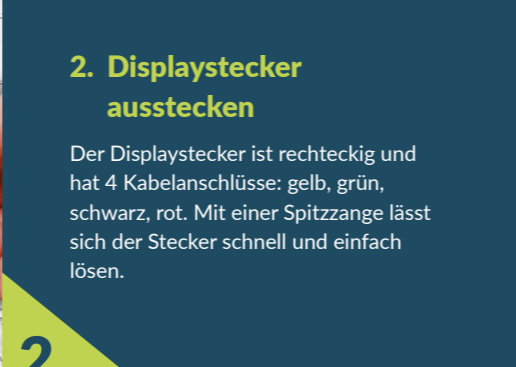 2. Displaystecker
ausstecken
Der Displaystecker ist rechteckig und
hat 4 Kabelanschlüsse: gelb, grün,
schwarz, rot. Mit einer Spitzzange lässt
sich der Stecker schnell und einfach
lösen.
2